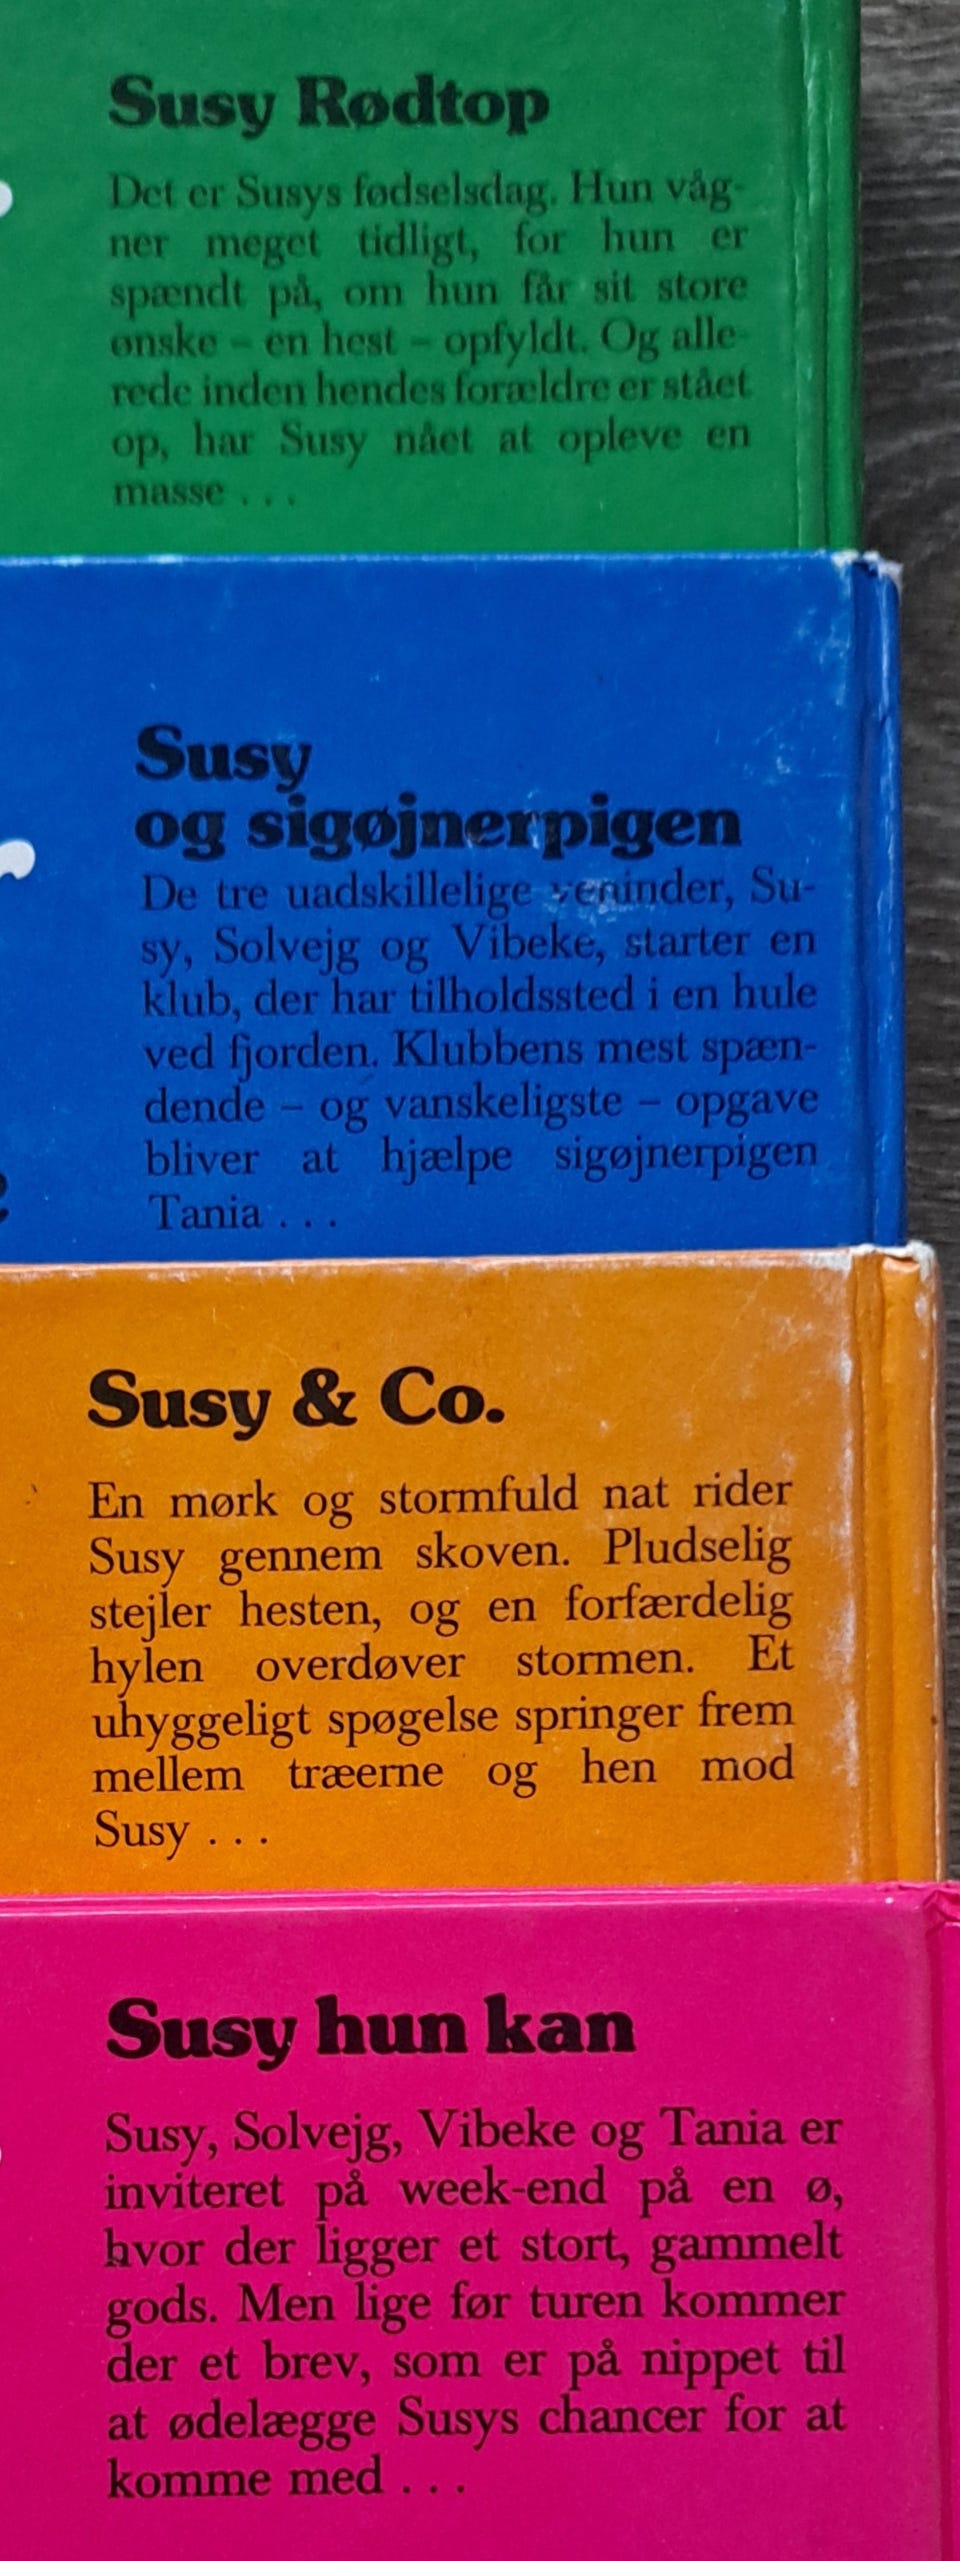 Susy Rødtop
Det er Susys fødselsdag. Hun våg-
ner meget tidligt, for hun er
spændt på, om hun får sit store
ønske – en hest – opfyldt. Og alle-
rede inden hendes forældre er stået
op, har Susy nået at opleve en
masse . . .
Susy
og sigøjnerpigen
De tre uadskillelige veninder, Su-
sy, Solvejg og Vibeke, starter en
klub, der har tilholdssted i en hule
ved fjorden. Klubbens mest spæn-
dende – og vanskeligste – opgave
bliver at hjælpe sigøjnerpigen
Tania . . .
Susy & Co.
En mørk og stormfuld nat rider
Susy gennem skoven. Pludselig
stejler hesten, og en forfærdelig
hylen overdøver stormen. Et
uhyggeligt spøgelse springer frem
mellem træerne og hen mod
Susy . . .
Susy hun kan
Susy, Solvejg, Vibeke og Tania er
inviteret på week-end på en ø,
hvor der ligger et stort, gammelt
gods. Men lige før turen kommer
der et brev, som er på nippet til
at ødelægge Susys chancer for at
komme med . . .